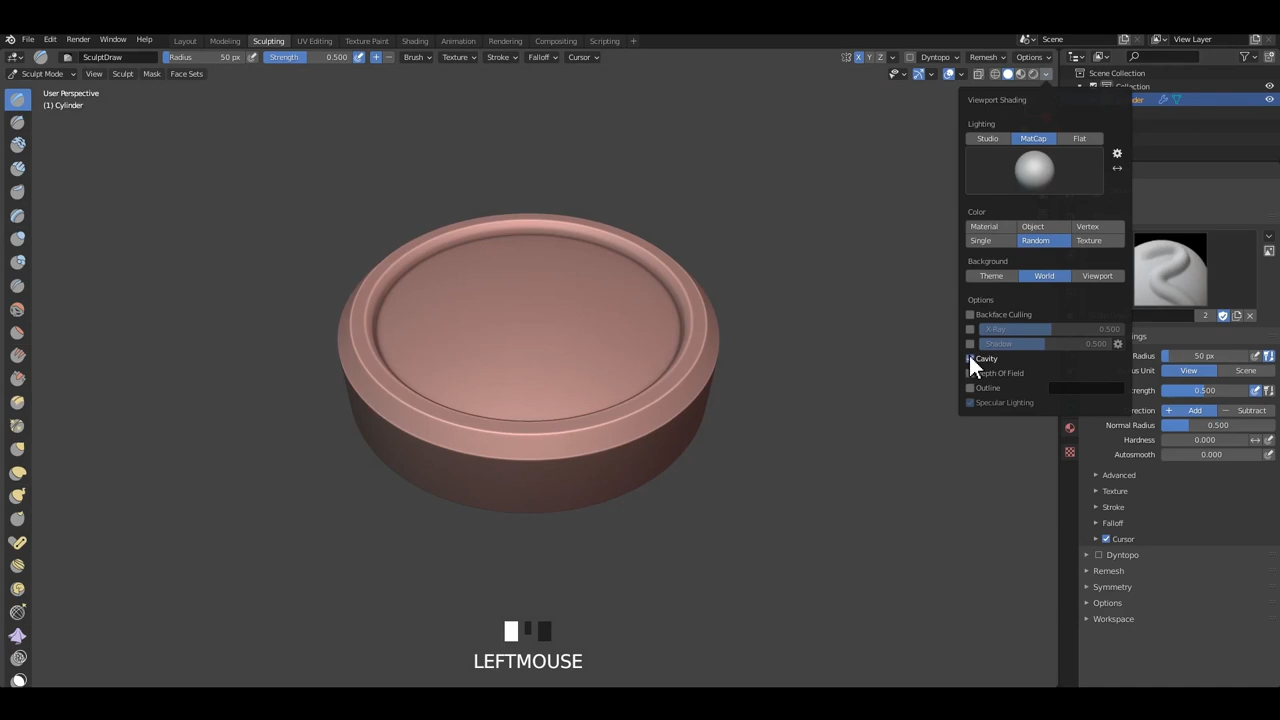 File Edit Render Window Help Layout Modeling Sculpting UV Editing Texture Paint Shading Animation Rendering Compositing Scripting + Scene View Layer
SculptDraw Radius 50 px Strength 0.500 + − Brush Texture Stroke Falloff Cursor X Y Z Dyntopo Remesh Options
Sculpt Mode View Sculpt Mask Face Sets Scene Collection
User Perspective
(1) Cylinder
Viewport Shading
Lighting
Studio MatCap Flat
Color
Material Object Vertex
Single Random Texture
Background
Theme World Viewport
Options
Backface Culling
X-Ray 0.500
Shadow 0.500
Cavity
Outline
Specular Lighting
2
Radius 50 px
View Scene
0.500
+ Add − Subtract
Normal Radius 0.500
Hardness 0.000
Autosmooth 0.000
Advanced
Texture
Stroke
Falloff
Cursor
Dyntopo
Remesh
Symmetry
Options
Workspace
LEFTMOUSE